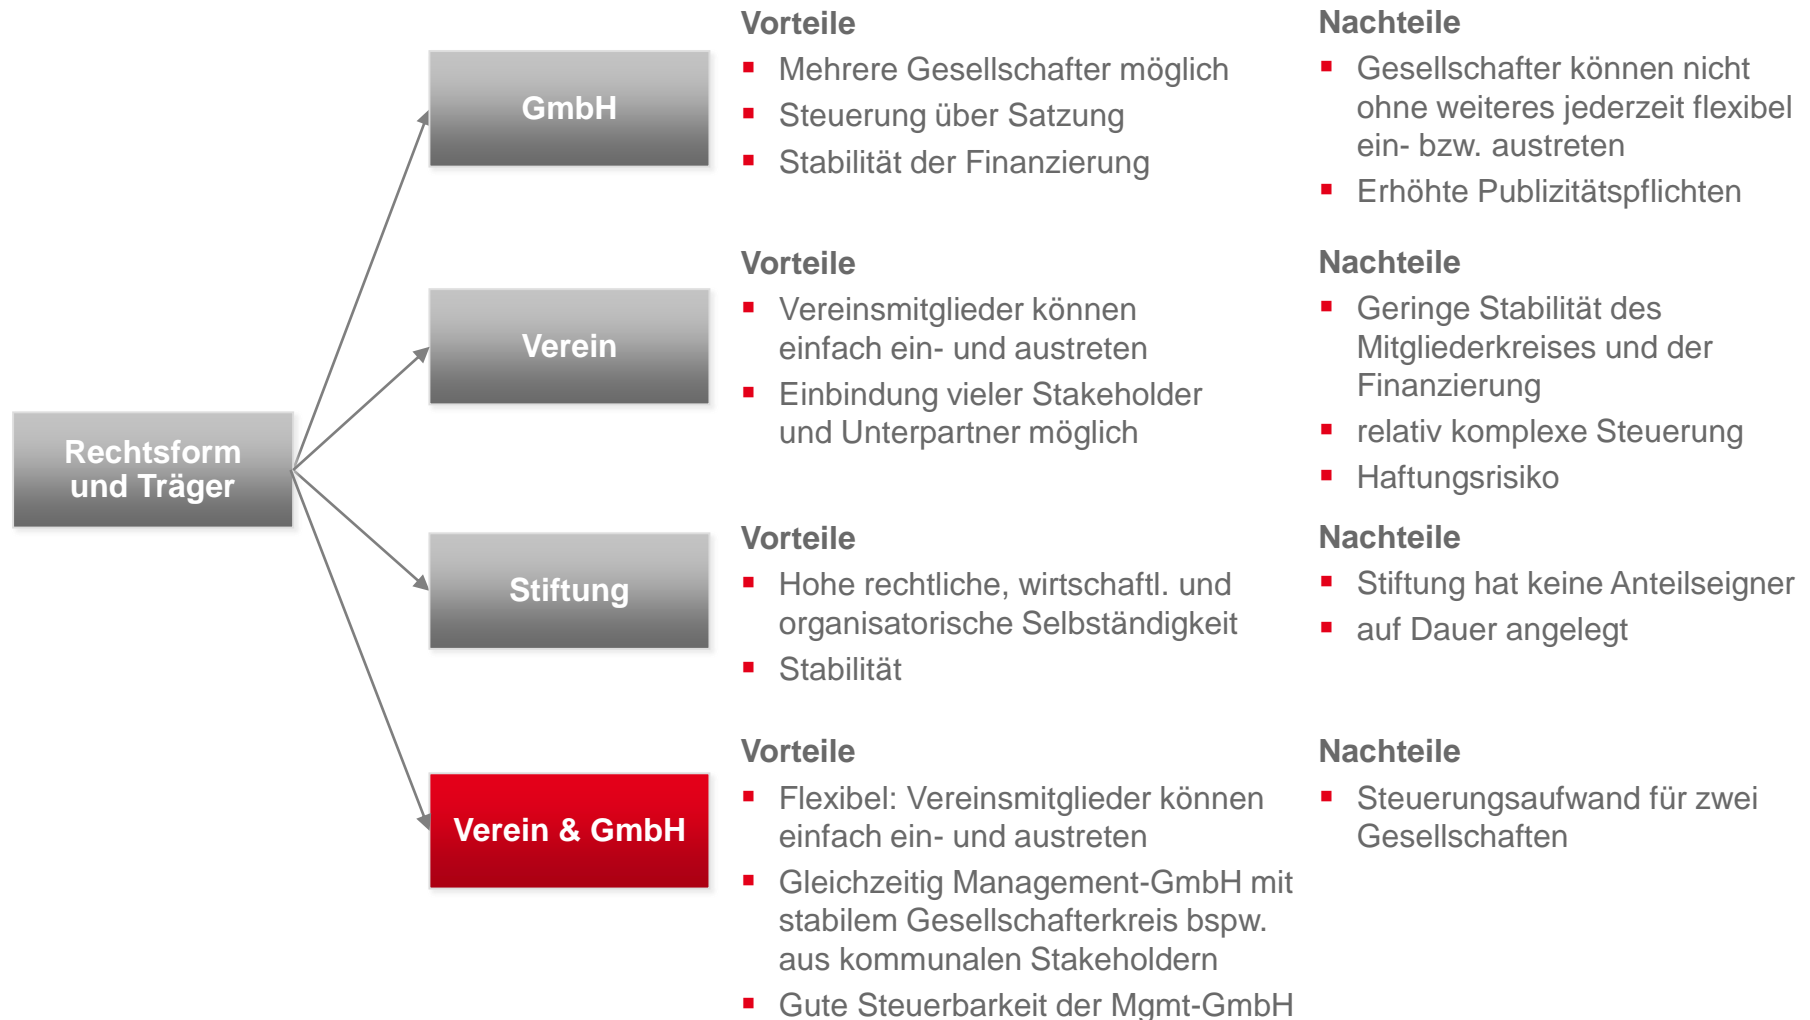 Rechtsform
und Träger
GmbH
Vorteile
Mehrere Gesellschafter möglich
Steuerung über Satzung
Stabilität der Finanzierung
Nachteile
Gesellschafter können nicht
ohne weiteres jederzeit flexibel
ein- bzw. austreten
Erhöhte Publizitätspflichten
Verein
Vorteile
Vereinsmitglieder können
einfach ein- und austreten
Einbindung vieler Stakeholder
und Unterpartner möglich
Nachteile
Geringe Stabilität des
Mitgliederkreises und der
Finanzierung
relativ komplexe Steuerung
Haftungsrisiko
Stiftung
Vorteile
Hohe rechtliche, wirtschaftl. und
organisatorische Selbständigkeit
Stabilität
Nachteile
Stiftung hat keine Anteilseigner
auf Dauer angelegt
Verein & GmbH
Vorteile
Flexibel: Vereinsmitglieder können
einfach ein- und austreten
Gleichzeitig Management-GmbH mit
stabilem Gesellschafterkreis bspw.
aus kommunalen Stakeholdern
Gute Steuerbarkeit der Mgmt-GmbH
Nachteile
Steuerungsaufwand für zwei
Gesellschaften